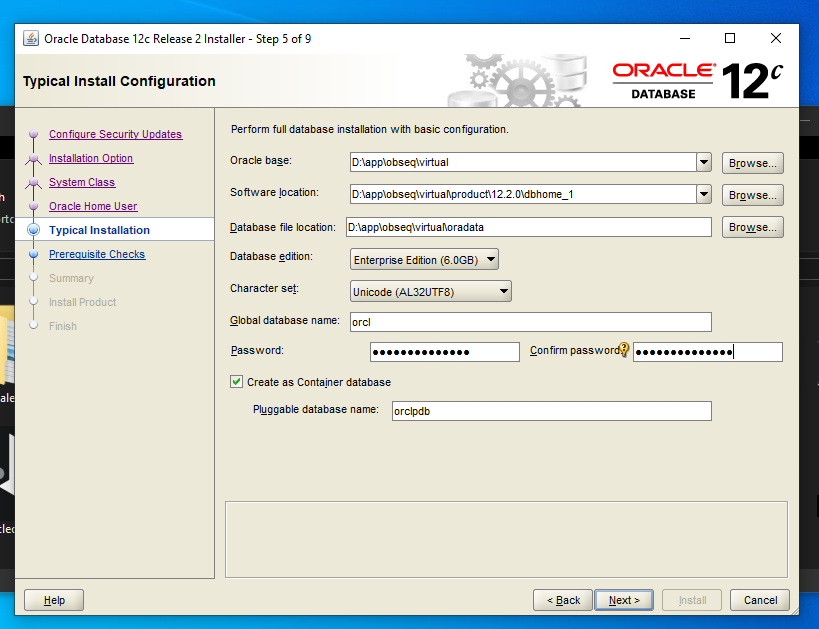 Oracle Database 12c Release 2 Installer - Step 5 of 9
Typical Install Configuration
ORACLE 12c
DATABASE
Configure Security Updates
Installation Option
System Class
Oracle Home User
Typical Installation
Prerequisite Checks
Summary
Install Product
Finish
Perform full database installation with basic configuration.
Oracle base: D:\app\obseq\virtual Browse...
Software location: D:\app\obseq\virtual\product\12.2.0\dbhome_1 Browse...
Database file location: D:\app\obseq\virtual\oradata Browse...
Database edition: Enterprise Edition (6.0GB)
Character set: Unicode (AL32UTF8)
Global database name: orcl
Password: ●●●●●●●●●●●●●● Confirm password ●●●●●●●●●●●●●●
Create as Container database
Pluggable database name: orclpdb
Help < Back Next > Install Cancel